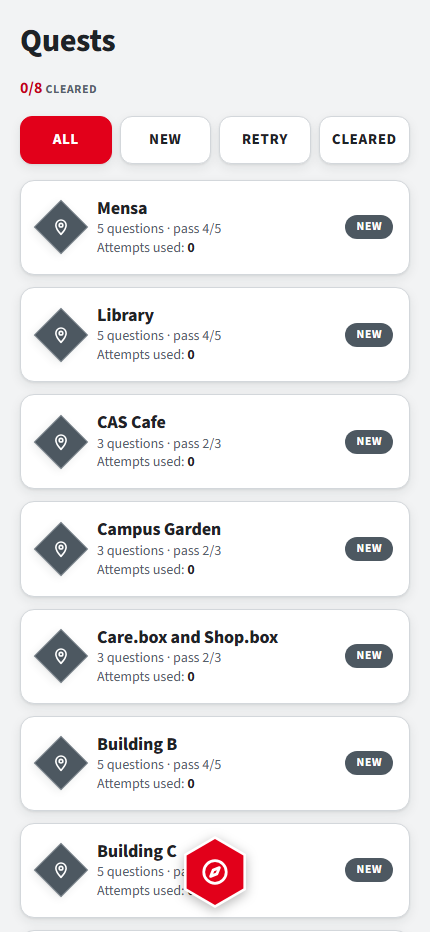 Quests
0/8 CLEARED
ALL
NEW
RETRY
CLEARED
Mensa
5 questions · pass 4/5
Attempts used: 0
NEW
Library
5 questions · pass 4/5
Attempts used: 0
NEW
CAS Cafe
3 questions · pass 2/3
Attempts used: 0
NEW
Campus Garden
3 questions · pass 2/3
Attempts used: 0
NEW
Care.box and Shop.box
3 questions · pass 2/3
Attempts used: 0
NEW
Building B
5 questions · pass 4/5
Attempts used: 0
NEW
Building C
5 questions ·
Attempts used:
NEW